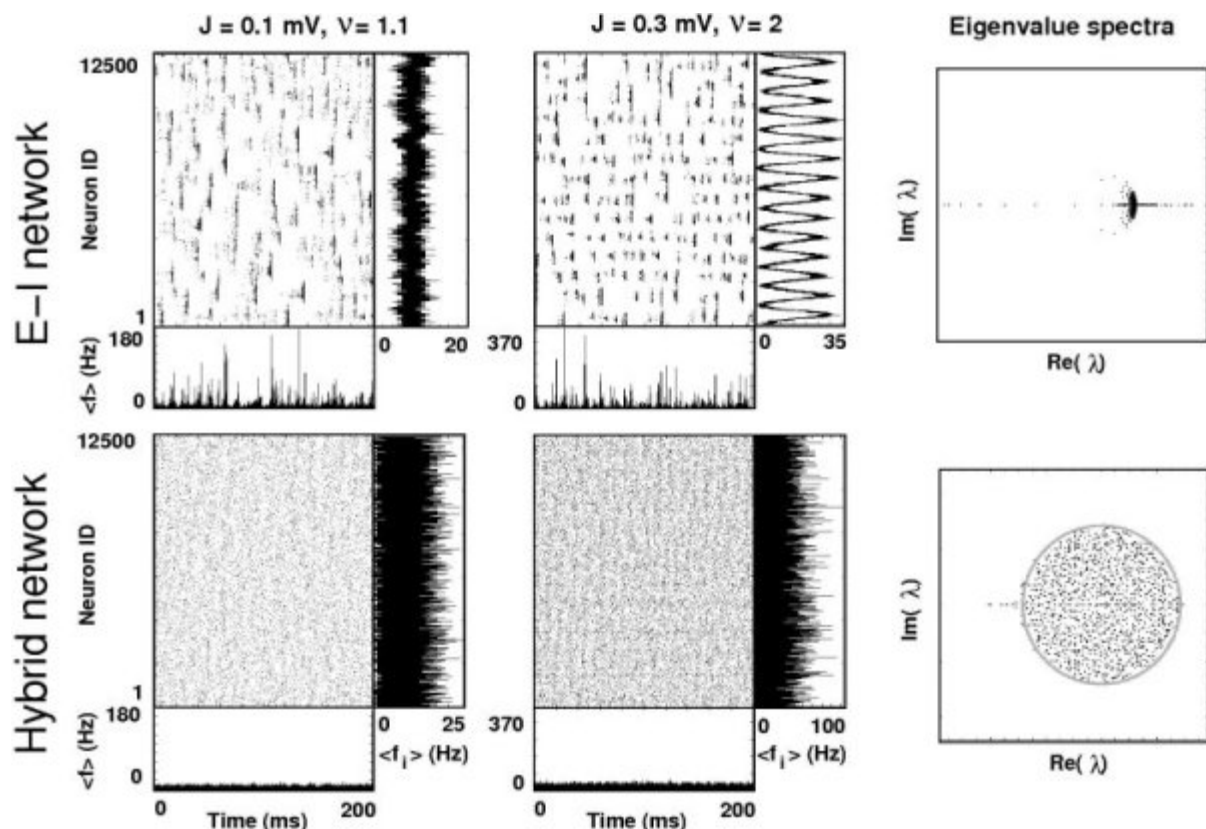 J = 0.1 mV, ν = 1.1
J = 0.3 mV, ν = 2
Eigenvalue spectra
E–I network
Neuron ID
12500
1
180
0
<f> (Hz)
0 20
370
0
0 35
Im( λ)
Re( λ)
Hybrid network
Neuron ID
12500
1
180
0
<f> (Hz)
0 25
<f i > (Hz)
0 200
Time (ms)
370
0
0 100
<f i > (Hz)
0 200
Time (ms)
Im( λ)
Re( λ)